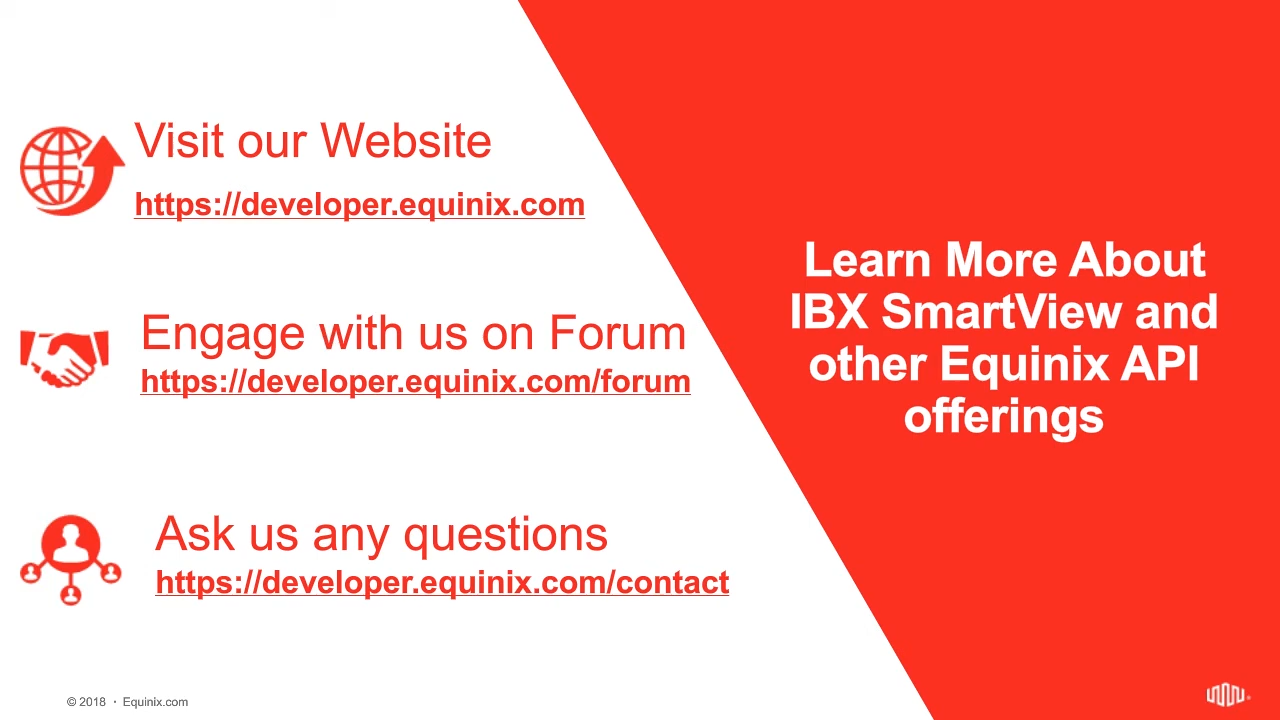 Visit our Website
https://developer.equinix.com
Engage with us on Forum
https://developer.equinix.com/forum
Ask us any questions
https://developer.equinix.com/contact
Learn More About
IBX SmartView and
other Equinix API
offerings
© 2018 · Equinix.com